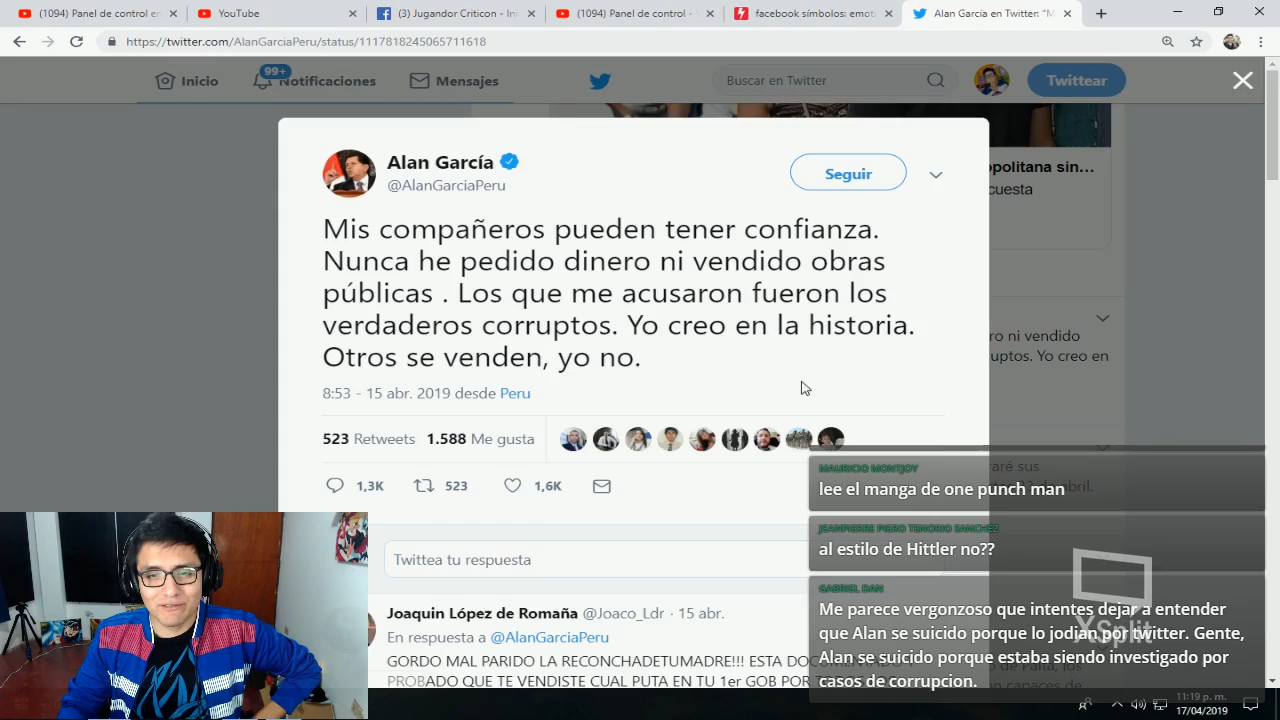 (1094) Panel de control en
YouTube
(3) Jugandor Criticon - In
(1094) Panel de control - 
facebook símbolos: emot
Alan García en Twitter: "M
https://twitter.com/AlanGarciaPeru/status/1117818245065711618
Inicio
99+
Notificaciones
Mensajes
Buscar en Twitter
Twittear
Alan García
@AlanGarciaPeru
Seguir
opolitana sin...
cuesta
Mis compañeros pueden tener confianza.
Nunca he pedido dinero ni vendido obras
públicas . Los que me acusaron fueron los
verdaderos corruptos. Yo creo en la historia.
Otros se venden, yo no.
ro ni vendido
uptos. Yo creo en
8:53 - 15 abr. 2019 desde Peru
523 Retweets 1.588 Me gusta
1,3K 523 1,6K
Twittea tu respuesta
Joaquin López de Romaña @Joaco_Ldr · 15 abr.
En respuesta a @AlanGarciaPeru
GORDO MAL PARIDO LA RECONCHADETUMADRE!!! ESTA DOC
PROBADO QUE TE VENDISTE CUAL PUTA EN TU 1er GOB POR T
raré sus
abril.
MAURICIO MONTJOY
lee el manga de one punch man
JEANPIERRE PIERO TENORIO SANCHEZ
al estilo de Hittler no??
GABRIEL DAN
Me parece vergonzoso que intentes dejar a entender
que Alan se suicido porque lo jodian por twitter. Gente,
Alan se suicido porque estaba siendo investigado por
casos de corrupcion.
XSplit
11:19 p. m.
17/04/2019